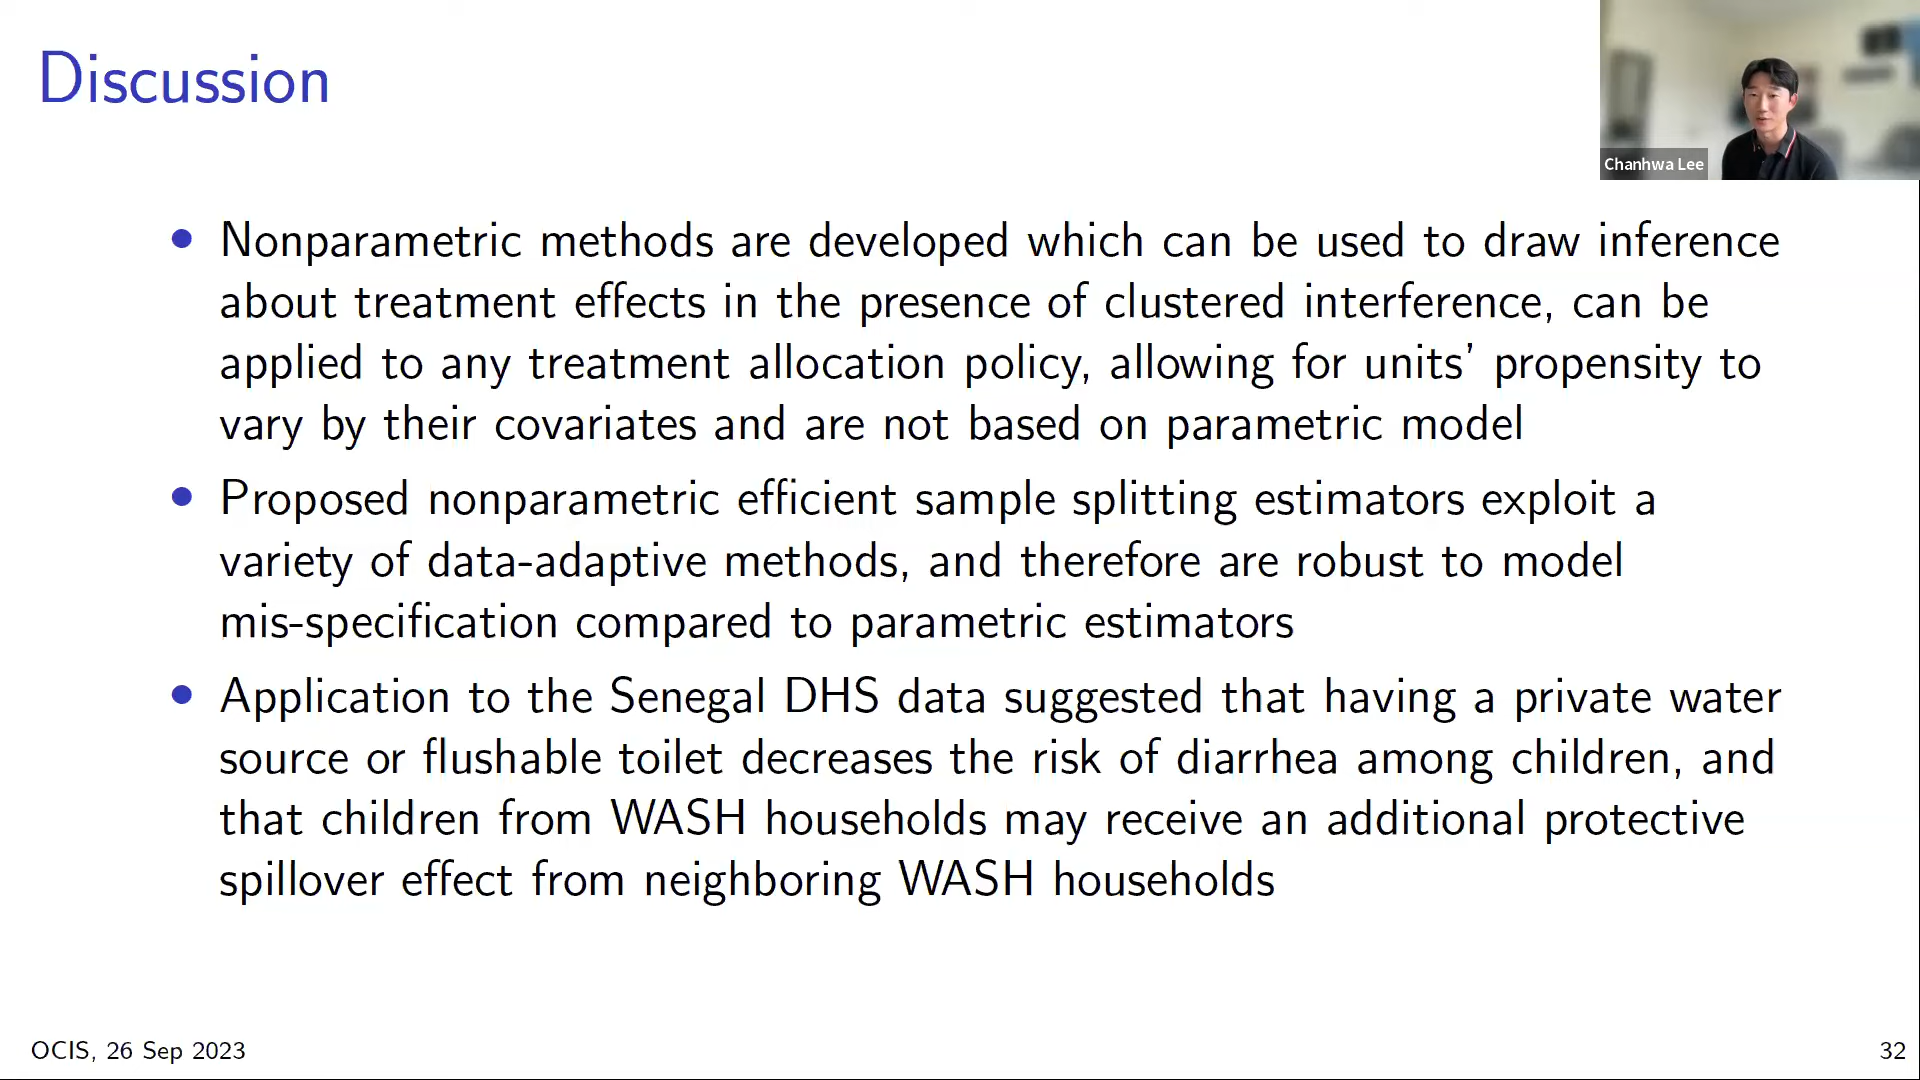 Discussion
Chanhwa Lee
• Nonparametric methods are developed which can be used to draw inference
about treatment effects in the presence of clustered interference, can be
applied to any treatment allocation policy, allowing for units’ propensity to
vary by their covariates and are not based on parametric model
• Proposed nonparametric efficient sample splitting estimators exploit a
variety of data-adaptive methods, and therefore are robust to model
mis-specification compared to parametric estimators
• Application to the Senegal DHS data suggested that having a private water
source or flushable toilet decreases the risk of diarrhea among children, and
that children from WASH households may receive an additional protective
spillover effect from neighboring WASH households
OCIS, 26 Sep 2023
32